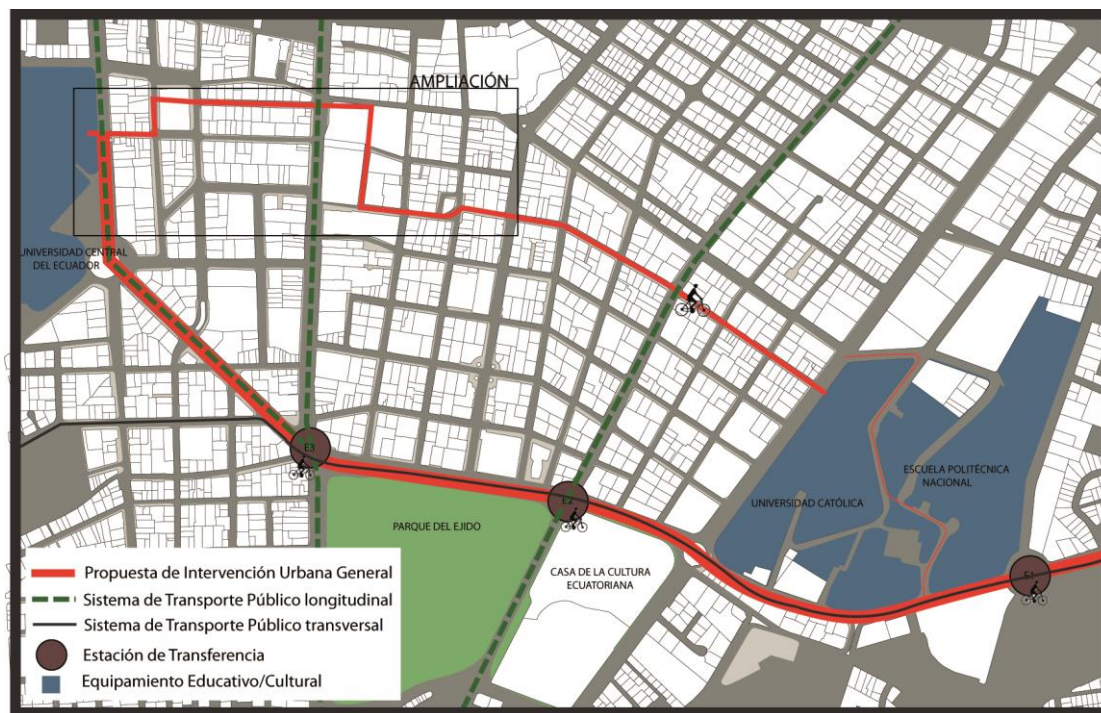 AMPLIACIÓN
UNIVERSIDAD CENTRAL
DEL ECUADOR
E3
E2
ESCUELA POLITÉCNICA
NACIONAL
UNIVERSIDAD CATÓLICA
PARQUE DEL EJIDO
CASA DE LA CULTURA
ECUATORIANA
E1
Propuesta de Intervención Urbana General
Sistema de Transporte Público longitudinal
Sistema de Transporte Público transversal
Estación de Transferencia
Equipamiento Educativo/Cultural